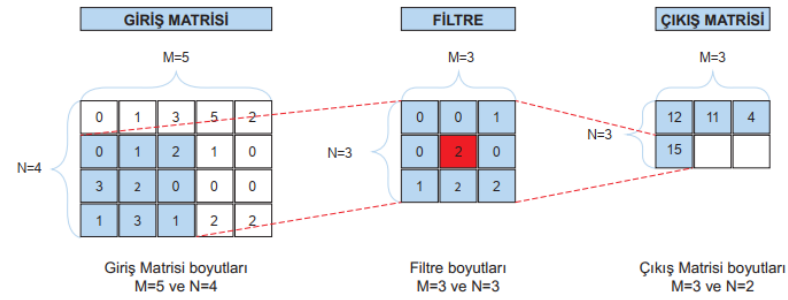 GİRİŞ MATRİSİ FİLTRE ÇIKIŞ MATRİSİ
M=5 M=3 M=3
0 1 3 5 2 0 0 1 12 11 4
0 1 2 1 0 0 2 0 15
N=4 N=3 N=3
3 2 0 0 0 1 2 2
1 3 1 2 2
Giriş Matrisi boyutları Filtre boyutları Çıkış Matrisi boyutları
M=5 ve N=4 M=3 ve N=3 M=3 ve N=2